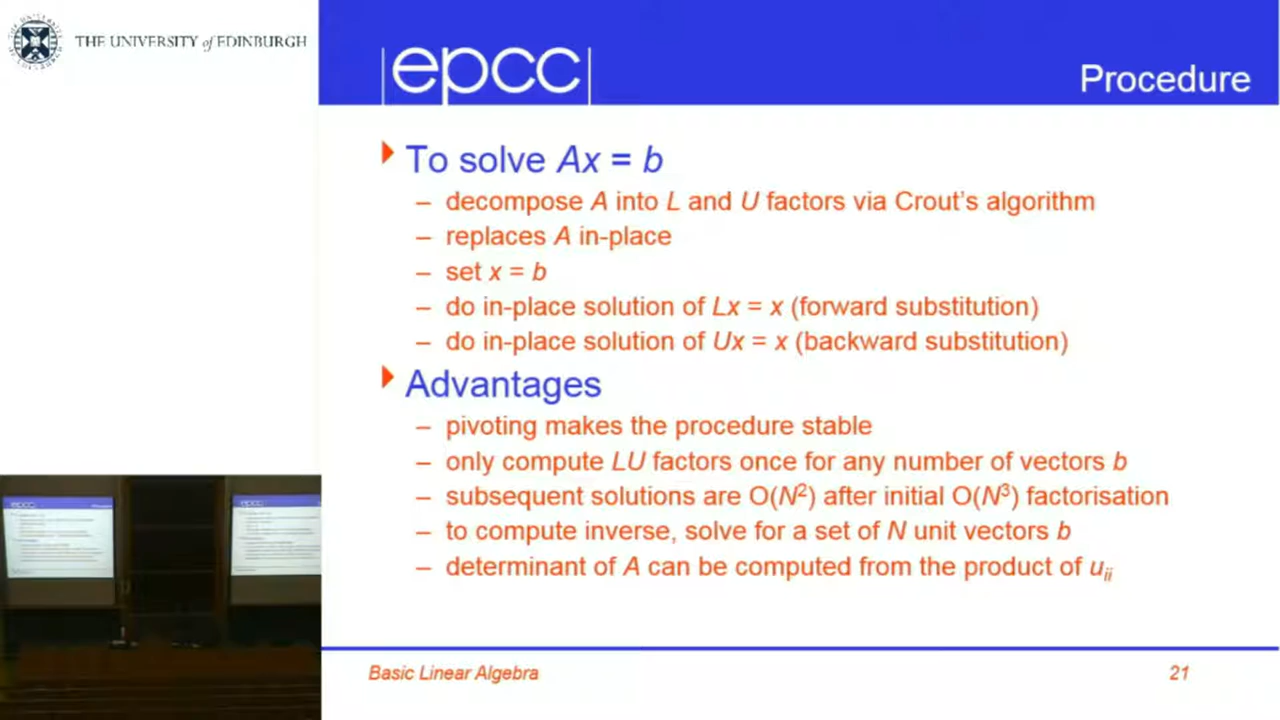 THE UNIVERSITY of EDINBURGH
epcc
Procedure
To solve Ax = b
– decompose A into L and U factors via Crout's algorithm
– replaces A in-place
– set x = b
– do in-place solution of Lx = x (forward substitution)
– do in-place solution of Ux = x (backward substitution)
Advantages
– pivoting makes the procedure stable
– only compute LU factors once for any number of vectors b
– subsequent solutions are O(N²) after initial O(N³) factorisation
– to compute inverse, solve for a set of N unit vectors b
– determinant of A can be computed from the product of uᵢᵢ
Basic Linear Algebra
21
epcc
epcc